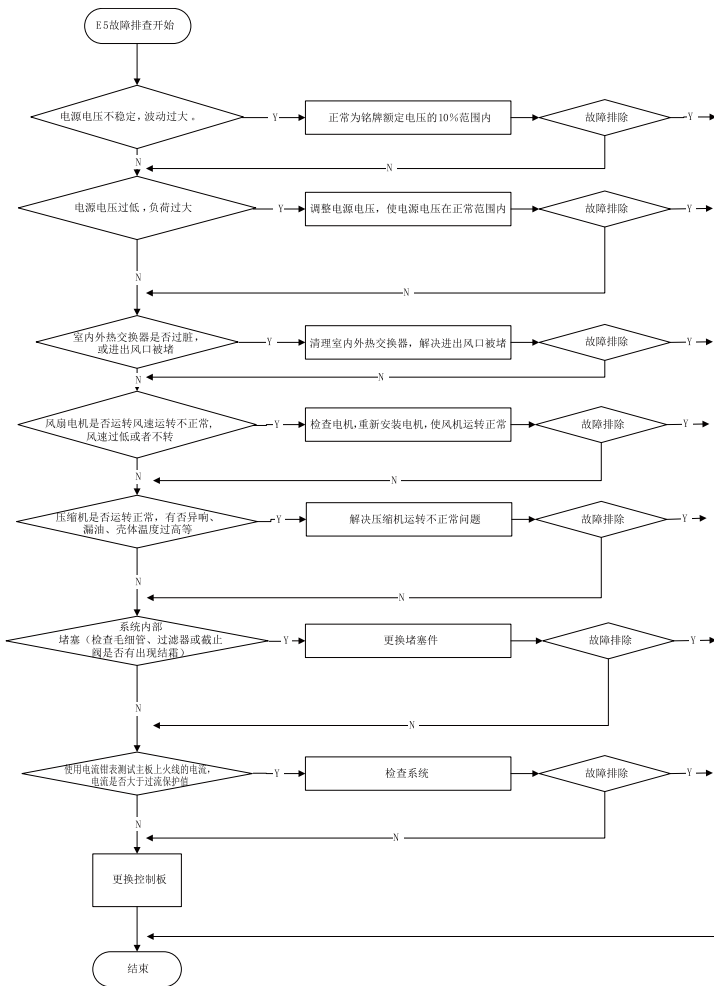 E5故障排查开始
电源电压不稳定，波动过大。
Y
正常为铭牌额定电压的10%范围内
故障排除
Y
N
N
电源电压过低，负荷过大
Y
调整电源电压，使电源电压在正常范围内
故障排除
Y
N
N
室内外热交换器是否过脏，
或进出风口被堵
Y
清理室内外热交换器，解决进出风口被堵
故障排除
Y
N
N
风扇电机是否运转风速运转不正常，
风速过低或者不转
Y
检查电机，重新安装电机，使风机运转正常
故障排除
Y
N
N
压缩机是否运转正常，有否异响、
漏油、壳体温度过高等
Y
解决压缩机运转不正常问题
故障排除
Y
N
N
系统内部
堵塞（检查毛细管、过滤器或截止
阀是否有出现结霜）
Y
更换堵塞件
故障排除
Y
N
N
使用电流钳表测试主板上火线的电流，
电流是否大于过流保护值
Y
检查系统
故障排除
Y
N
N
更换控制板
结束